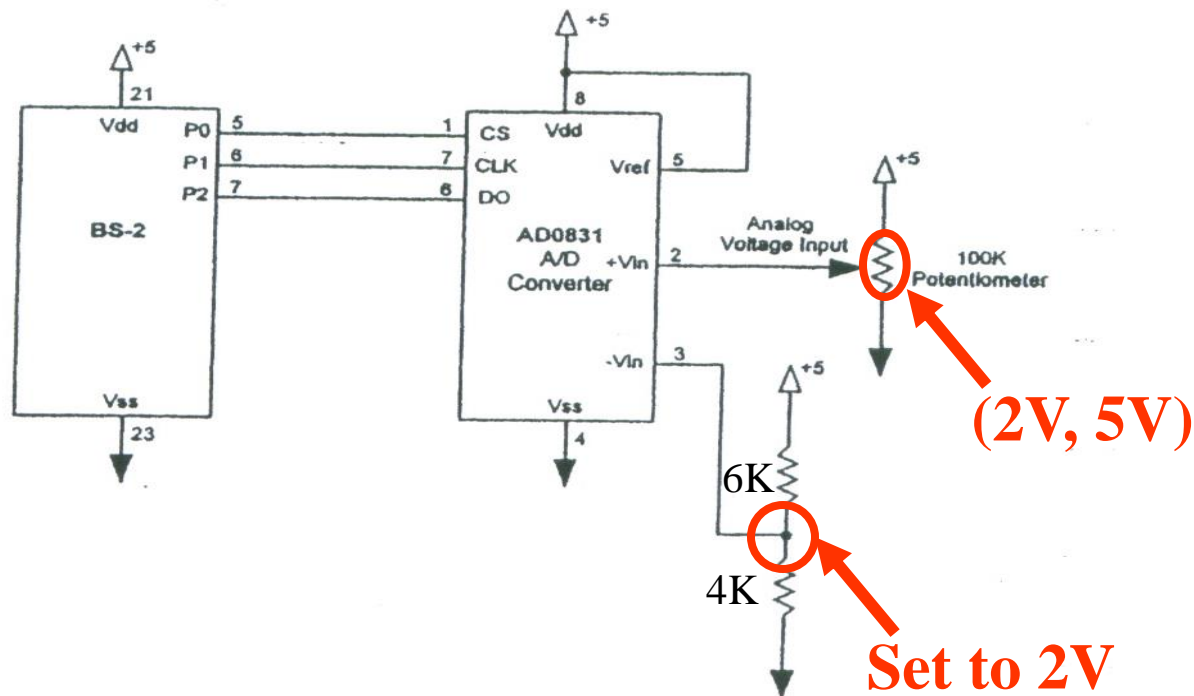 +5
+5
21
8
Vdd
P0
5
1
CS
Vdd
P1
6
7
CLK
Vref
5
+5
P2
7
6
DO
BS-2
AD0831
A/D
Converter
+Vin
2
Analog
Voltage Input
100K
Potentiometer
-Vin
3
+5
Vss
23
Vss
4
(2V, 5V)
6K
4K
Set to 2V